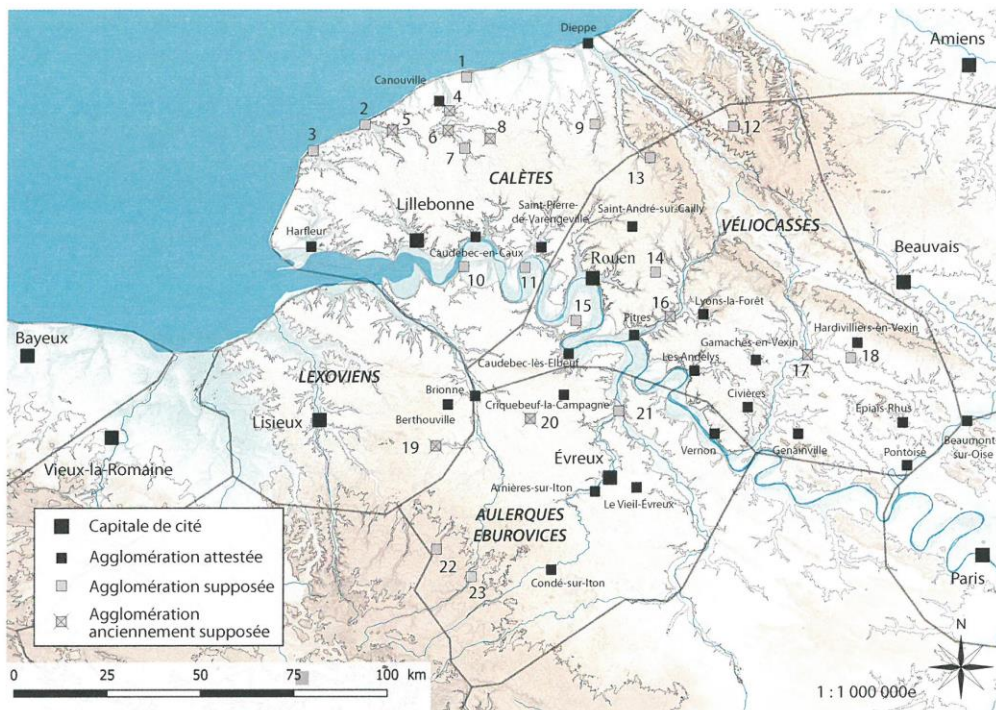 Dieppe
Amiens
1
Canouville
4
2
5
6
8
9
12
3
7
13
CALÈTES
Lillebonne
Saint-Pierre-
de-Varengeville
Saint-André-sur-Cailly
VÉLIOCASSES
Harfleur
Caudebec-en-Caux
Rouen
Beauvais
10
11
14
15
16
Lyons-la-Forêt
Pitres
Hardivilliers-en-Vexin
Bayeux
Gamaches-en-Vexin
Les Andelys
17
18
Caudebec-lès-Elbeuf
LEXOVIENS
Brionne
Berthouville
Criquebeuf-la-Campagne
Civières
Epiais-Rhus
Lisieux
20
21
Vieux-la-Romaine
19
Vernon
Genainville
Beaumont-
sur-Oise
Pontoise
Évreux
Arnières-sur-Iton
Le Vieil-Évreux
AULERQUES
EBUROVICES
22
23
Condé-sur-Iton
Paris
Capitale de cité
Agglomération attestée
Agglomération supposée
Agglomération
anciennement supposée
0 25 50 75 100 km
N
1 : 1 000 000e